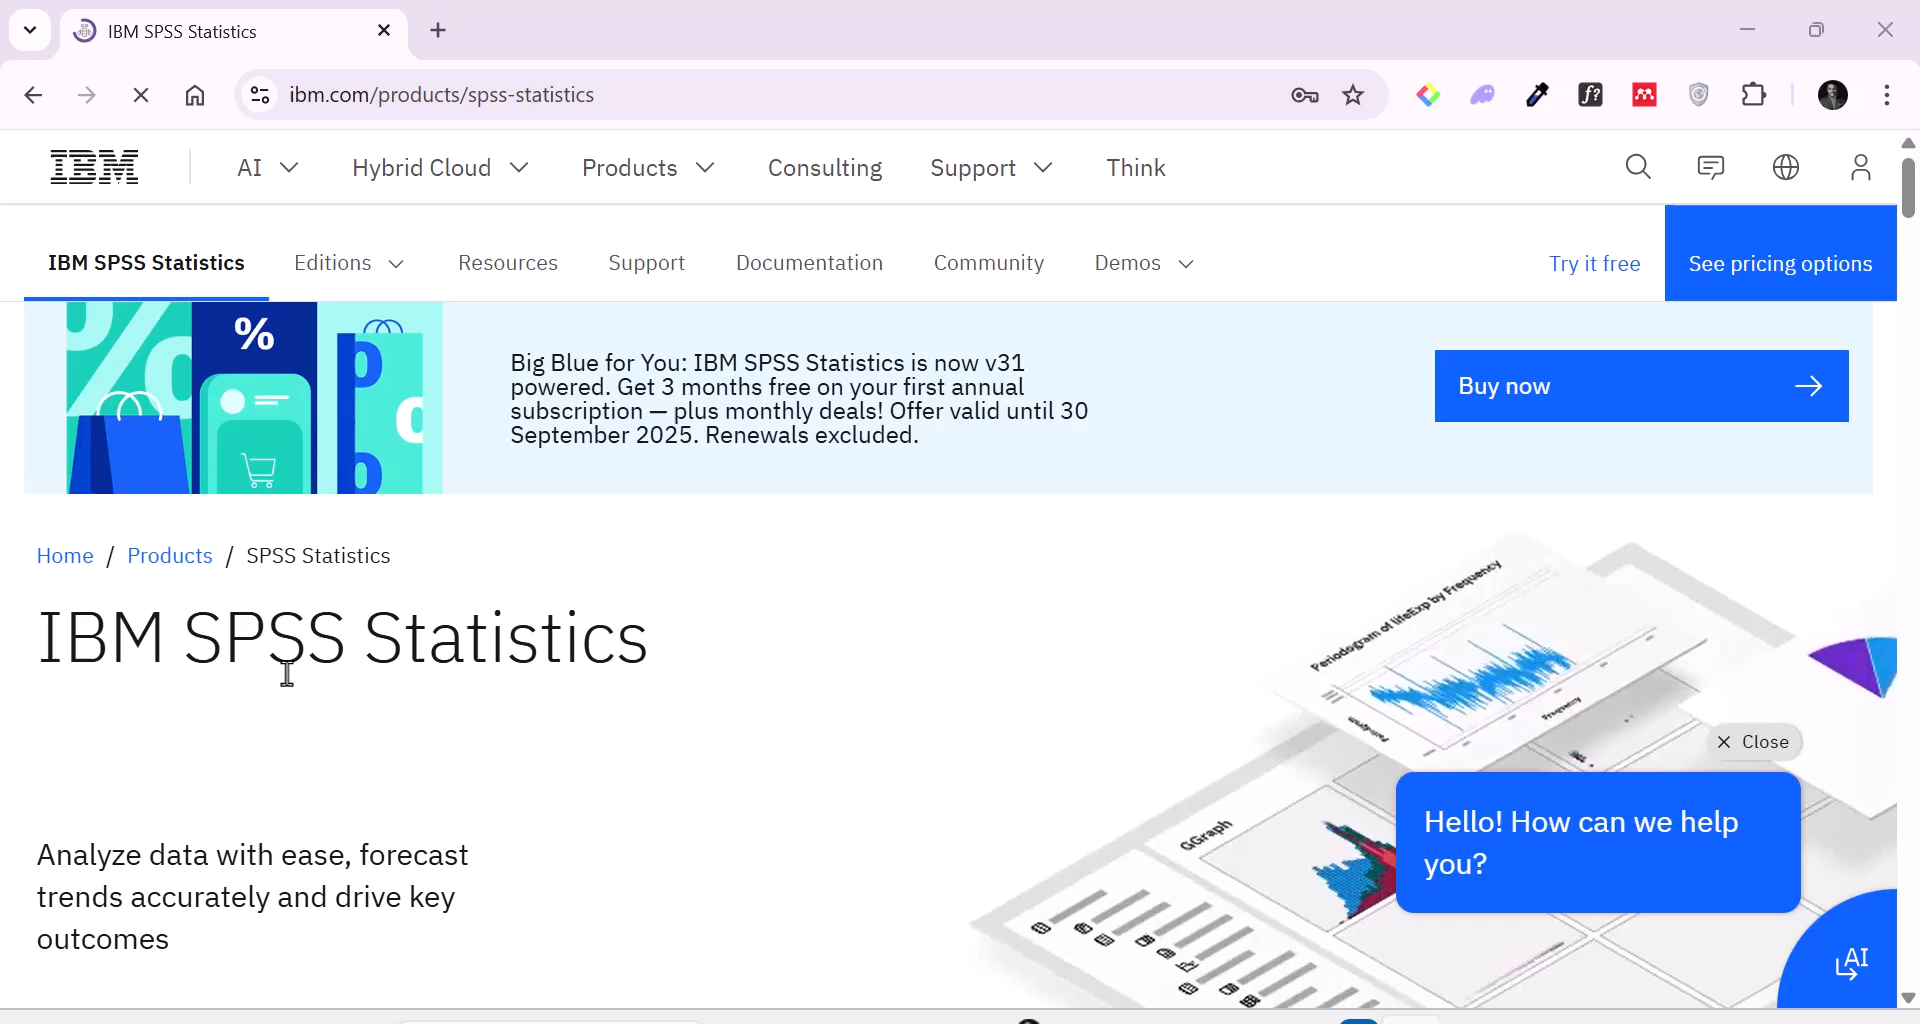 IBM SPSS Statistics
ibm.com/products/spss-statistics
IBM
AI
Hybrid Cloud
Products
Consulting
Support
Think
IBM SPSS Statistics
Editions
Resources
Support
Documentation
Community
Demos
Try it free
See pricing options
%
Big Blue for You: IBM SPSS Statistics is now v31
powered. Get 3 months free on your first annual
subscription — plus monthly deals! Offer valid until 30
September 2025. Renewals excluded.
Buy now
Home / Products / SPSS Statistics
IBM SPSS Statistics
Analyze data with ease, forecast
trends accurately and drive key
outcomes
Periodogram of lifeExp by Frequency
Frequency
GGraph
Close
Hello! How can we help
you?
AI